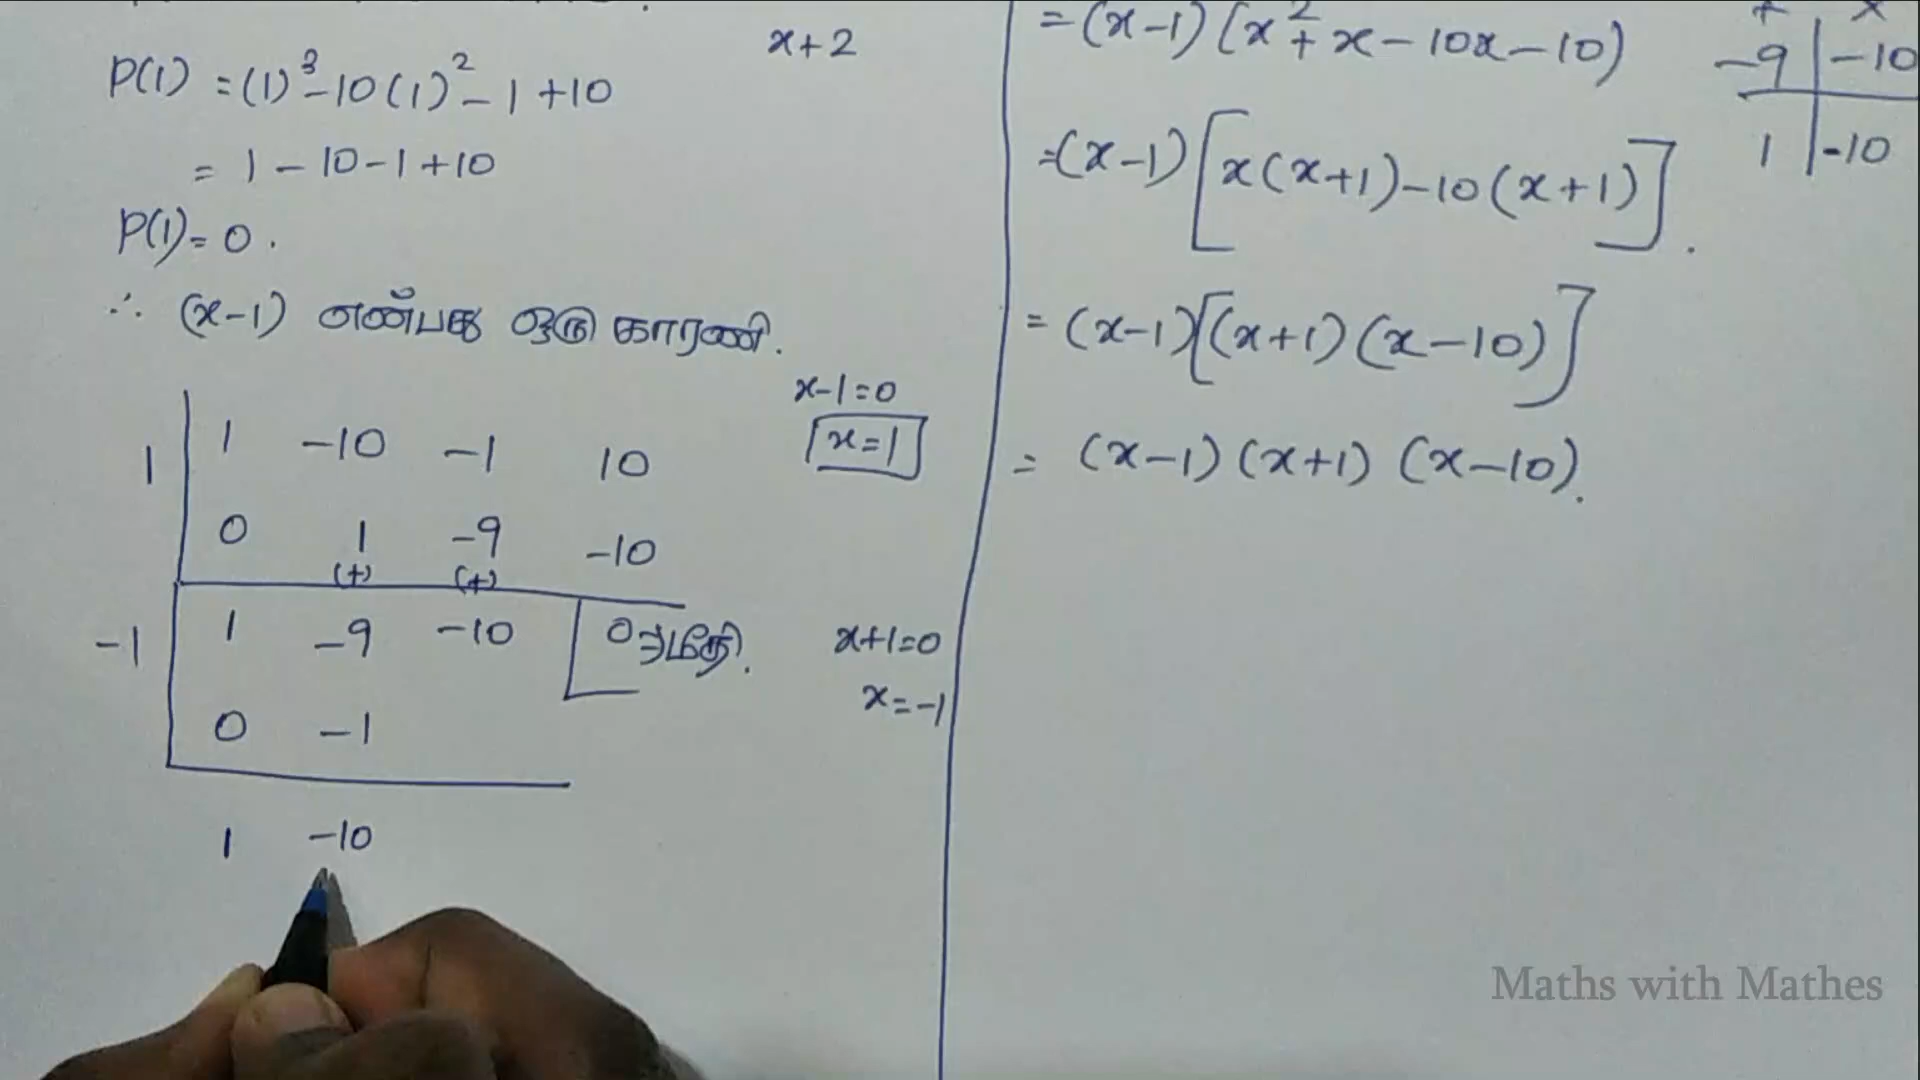 x+2
P(1) = (1)³-10(1)²-1+10
= 1-10-1+10
P(1)=0.
∴ (x-1) என்பது ஒரு காரணி.
x-1=0
x=1
1 | 1 -10 -1 10
0 1 -9 -10
(+) (+)
-1 | 1 -9 -10 | 0→மீதி.
x+1=0
x=-1
0 -1
1 -10
=(x-1)(x²+x-10x-10)
=(x-1)[x(x+1)-10(x+1)].
=(x-1)[(x+1)(x-10)]
= (x-1)(x+1)(x-10).
+ | x
-9 | -10
1 | -10
Maths with Mathes